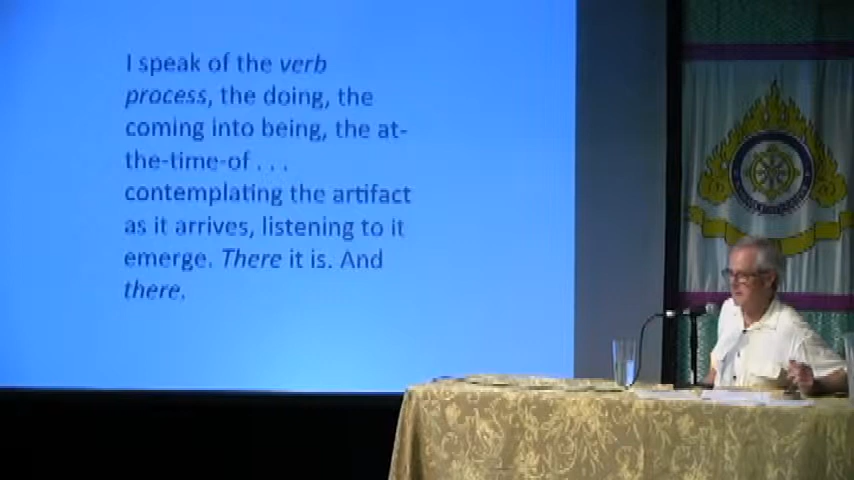 I speak of the verb
process, the doing, the
coming into being, the at-
the-time-of . . .
contemplating the artifact
as it arrives, listening to it
emerge. There it is. And
there.